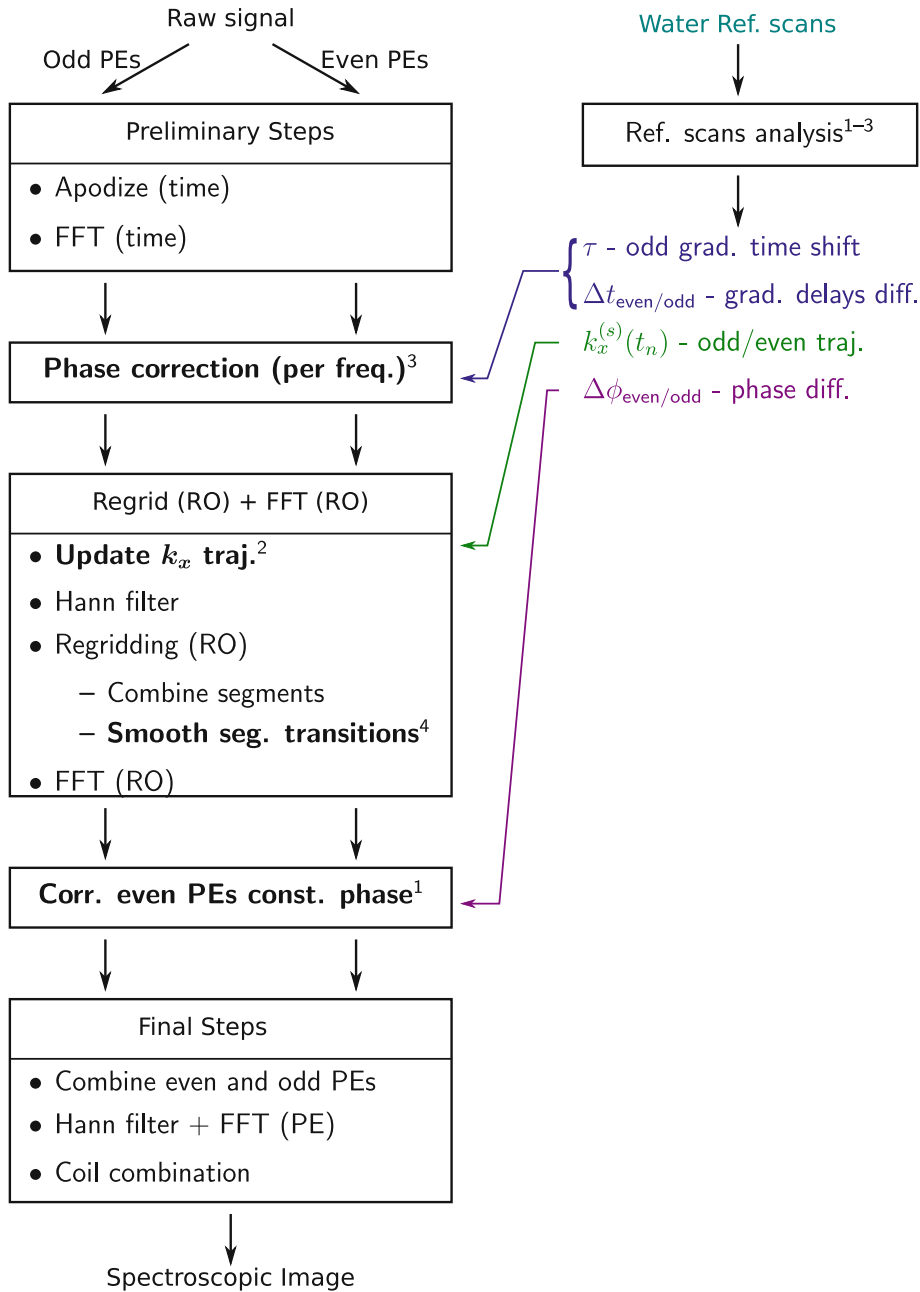 Raw signal
Odd PEs
Even PEs
Preliminary Steps
• Apodize (time)
• FFT (time)
Phase correction (per freq.)³
Regrid (RO) + FFT (RO)
• Update kₓ traj.²
• Hann filter
• Regridding (RO)
– Combine segments
– Smooth seg. transitions⁴
• FFT (RO)
Corr. even PEs const. phase¹
Final Steps
• Combine even and odd PEs
• Hann filter + FFT (PE)
• Coil combination
Spectroscopic Image
Water Ref. scans
Ref. scans analysis¹⁻³
τ - odd grad. time shift
Δt_even/odd - grad. delays diff.
kₓ^(s)(tₙ) - odd/even traj.
Δϕ_even/odd - phase diff.